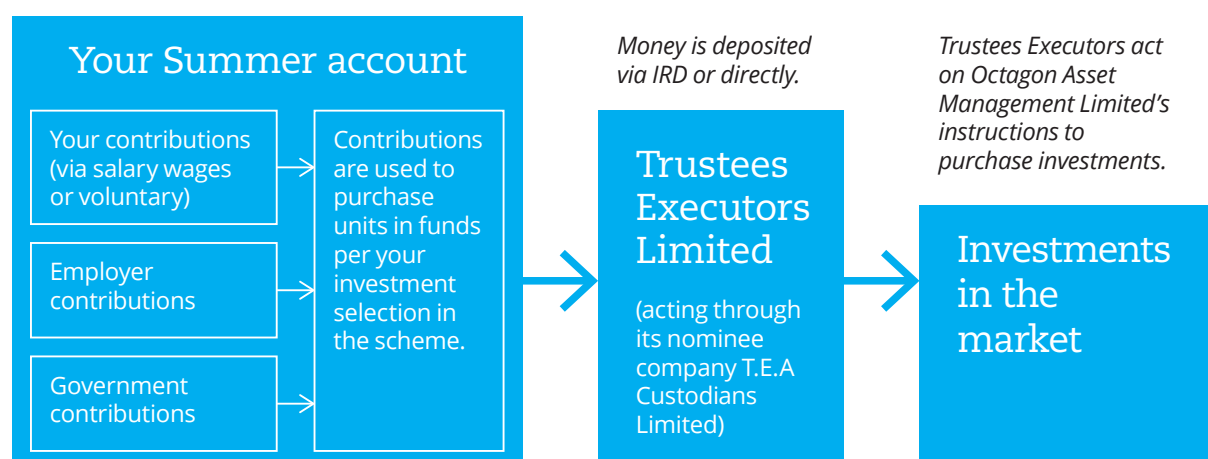 Your Summer account
Your contributions
(via salary wages
or voluntary)
Employer
contributions
Government
contributions
Contributions
are used to
purchase
units in funds
per your
investment
selection in
the scheme.
Money is deposited
via IRD or directly.
Trustees
Executors
Limited
(acting through
its nominee
company T.E.A
Custodians
Limited)
Trustees Executors act
on Octagon Asset
Management Limited’s
instructions to
purchase investments.
Investments
in the
market